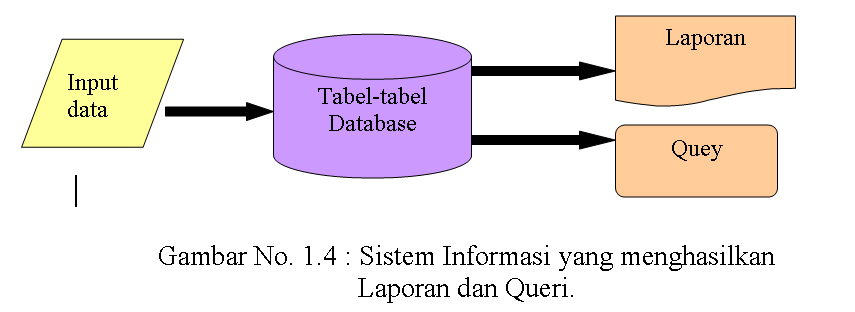 Input
data
Tabel-tabel
Database
Laporan
Quey
Gambar No. 1.4 : Sistem Informasi yang menghasilkan
Laporan dan Queri.